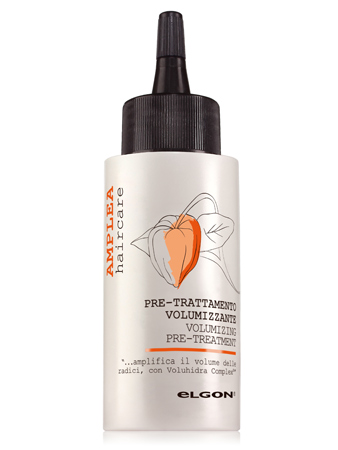 AMPLEA
haircare
PRE-TRATTAMENTO
VOLUMIZZANTE
VOLUMIZING
PRE-TREATMENT
"...amplifica il volume delle
radici, con Voluhidra Complex"
eLGON